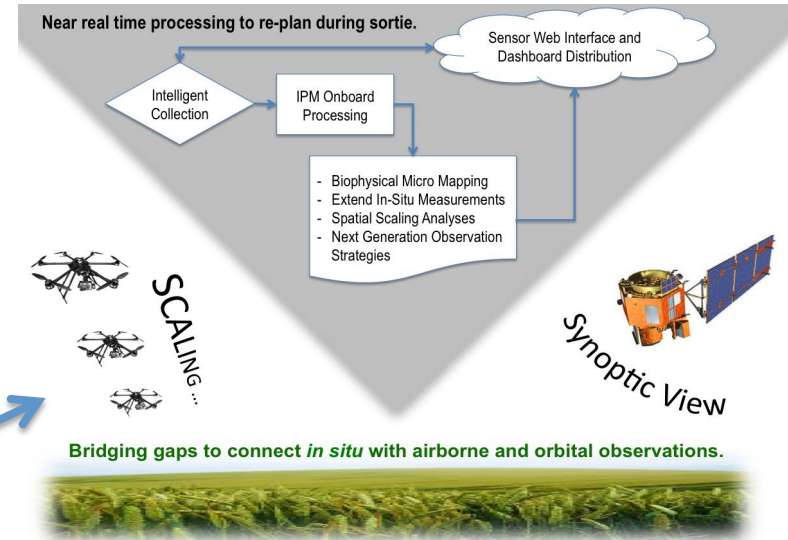 Near real time processing to re-plan during sortie.
Sensor Web Interface and
Dashboard Distribution
Intelligent
Collection
IPM Onboard
Processing
- Biophysical Micro Mapping
- Extend In-Situ Measurements
- Spatial Scaling Analyses
- Next Generation Observation
Strategies
SCALING ...
Synoptic View
Bridging gaps to connect in situ with airborne and orbital observations.